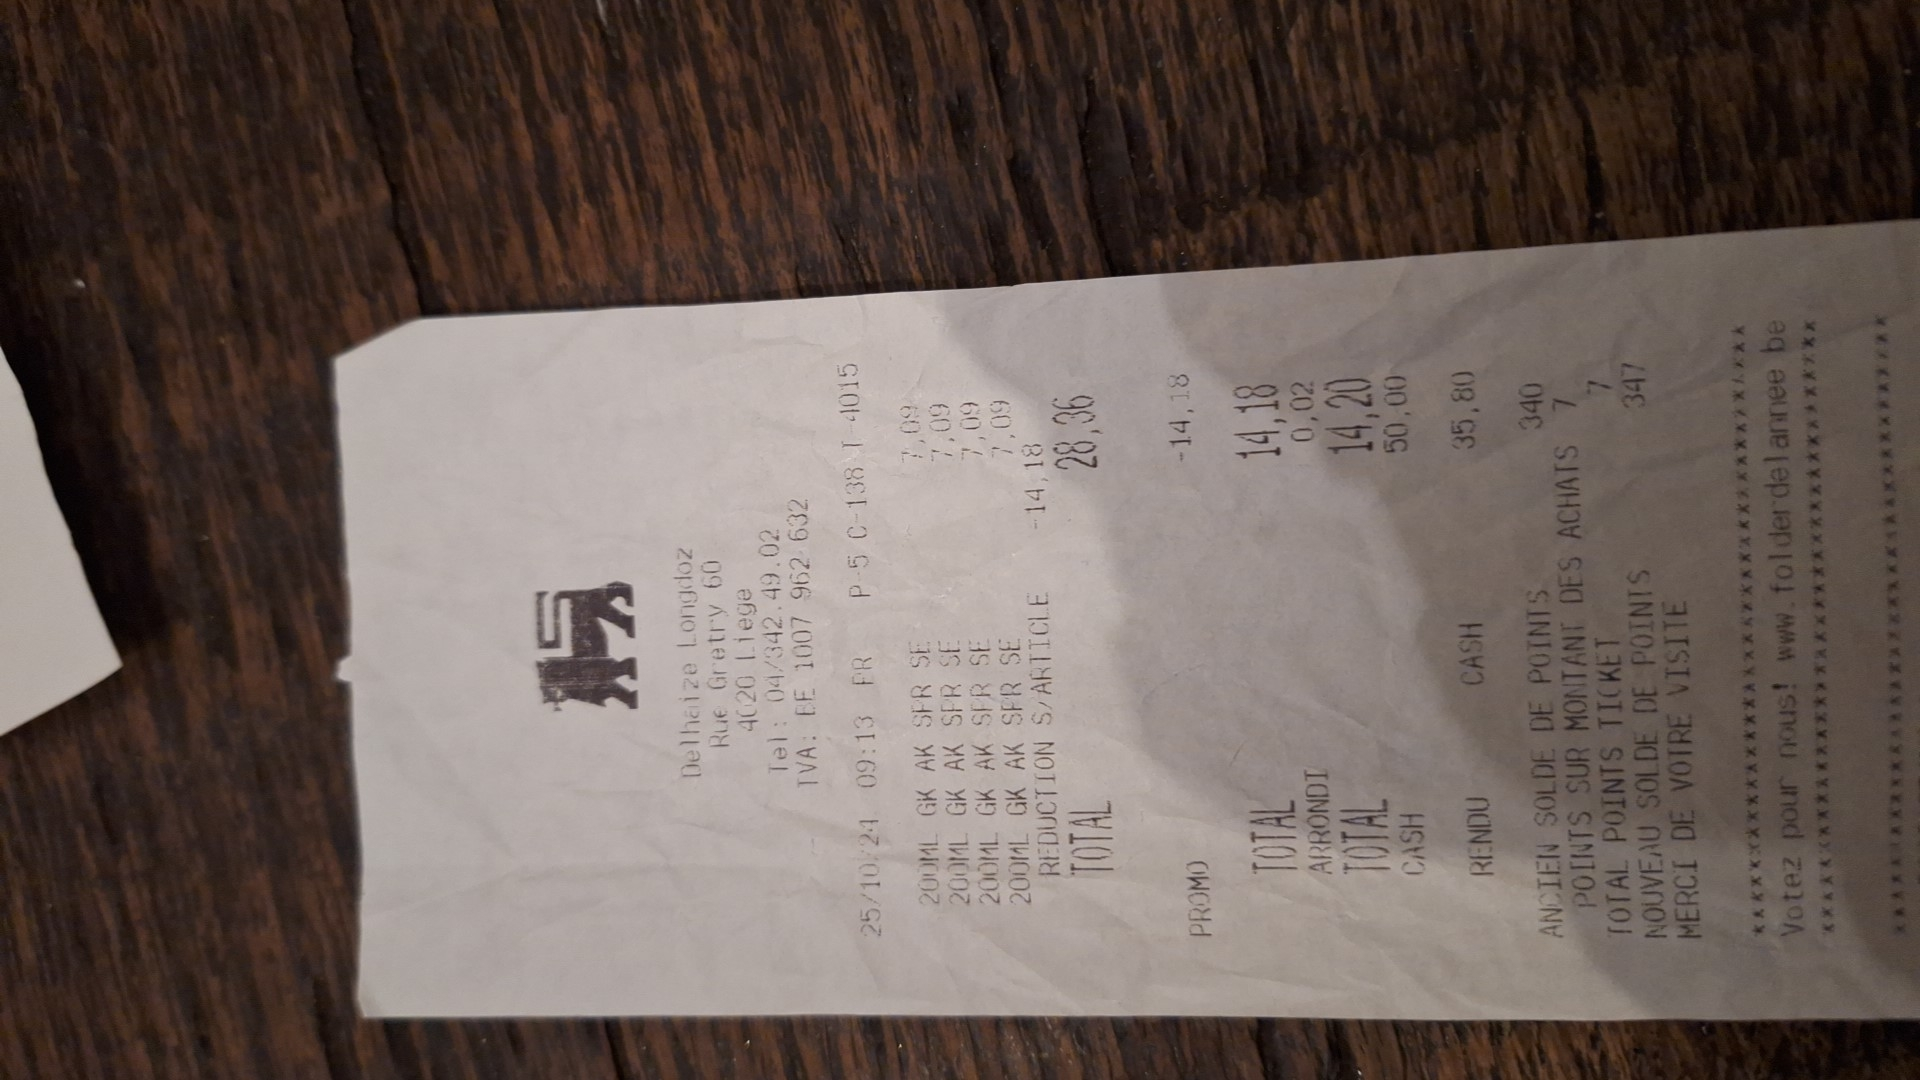 Delhaize Longdoz
Rue Gretry 60
4020 Liege
Tel: 04/342.49.02
TVA: BE 1007 962 632
25/10/24 09:13 BR P-5 C-138 T-4015
200ML GK AK SFR SE 7,09
200ML GK AK SFR SE 7,09
200ML GK AK SFR SE 7,09
200ML GK AK SFR SE 7,09
REDUCTION S/ARTICLE -14,18
TOTAL 28,36
PROMO -14,18
TOTAL 14,18
ARRONDI 0,02
TOTAL 14,20
CASH 50,00
RENDU CASH 35,80
ANCIEN SOLDE DE POINTS 340
POINTS SUR MONTANT DES ACHATS 7
TOTAL POINTS TICKET 7
NOUVEAU SOLDE DE POINTS 347
MERCI DE VOTRE VISITE
Votez pour nous! www.folderdelannee be